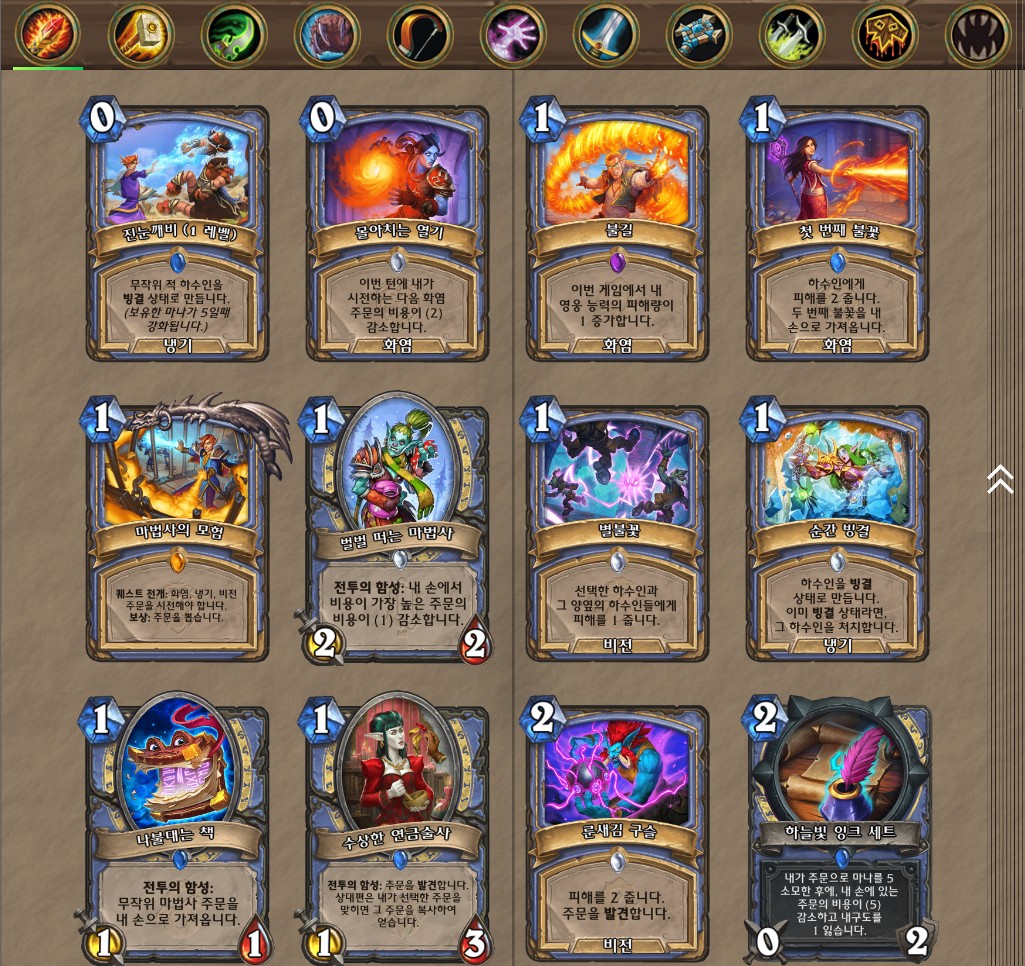 0
진눈깨비 (1 레벨)
무작위 적 하수인을
빙결 상태로 만듭니다.
(보유한 마나가 5일때
강화됩니다.)
냉기
0
몰아치는 열기
이번 턴에 내가
시전하는 다음 화염
주문의 비용이 (2)
감소합니다.
화염
1
불길
이번 게임에서 내
영웅 능력의 피해량이
1 증가합니다.
화염
1
첫 번째 불꽃
하수인에게
피해를 2 줍니다.
두 번째 불꽃을 내
손으로 가져옵니다.
화염
1
마법사의 모험
퀘스트 전개: 화염, 냉기, 비전
주문을 시전해야 합니다.
보상: 주문을 뽑습니다.
1
벌벌 떠는 마법사
전투의 함성: 내 손에서
비용이 가장 높은 주문의
비용이 (1) 감소합니다.
2
2
1
별불꽃
선택한 하수인과
그 양옆의 하수인들에게
피해를 1 줍니다.
비전
1
순간 빙결
하수인을 빙결
상태로 만듭니다.
이미 빙결 상태라면,
그 하수인을 처치합니다.
냉기
1
나불대는 책
전투의 함성:
무작위 마법사 주문을
내 손으로 가져옵니다.
1
1
1
수상한 연금술사
전투의 함성: 주문을 발견합니다.
상대편은 내가 선택한 주문을
맞히면 그 주문을 복사하여
얻습니다.
1
3
2
룬새김 구슬
피해를 2 줍니다.
주문을 발견합니다.
비전
2
하늘빛 잉크 세트
내가 주문으로 마나를 5
소모한 후에, 내 손에 있는
주문의 비용이 (5)
감소하고 내구도를
1 잃습니다.
0
2